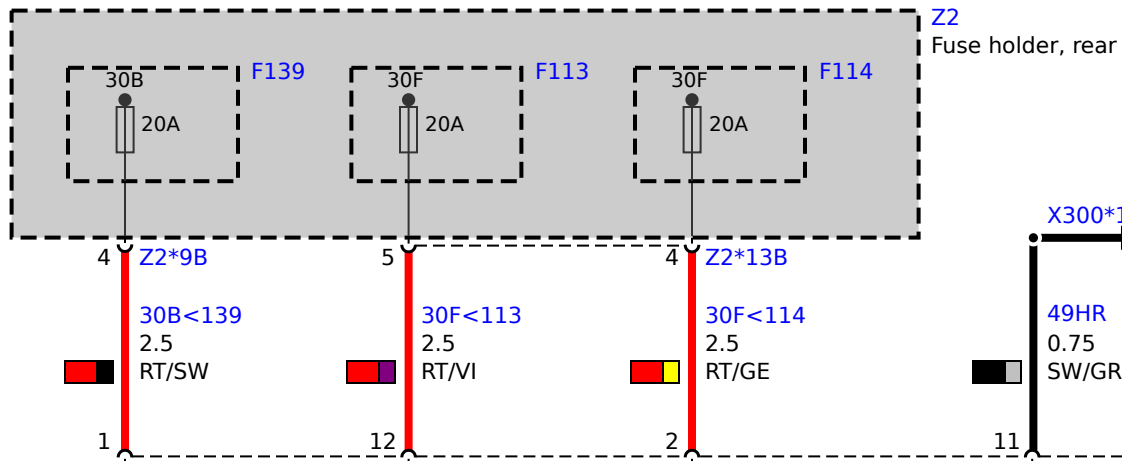 Z2
Fuse holder, rear
30B
F139
20A
30F
F113
20A
30F
F114
20A
X300*1
4
Z2*9B
5
4
Z2*13B
30B<139
2.5
RT/SW
30F<113
2.5
RT/VI
30F<114
2.5
RT/GE
49HR
0.75
SW/GR
1
12
2
11